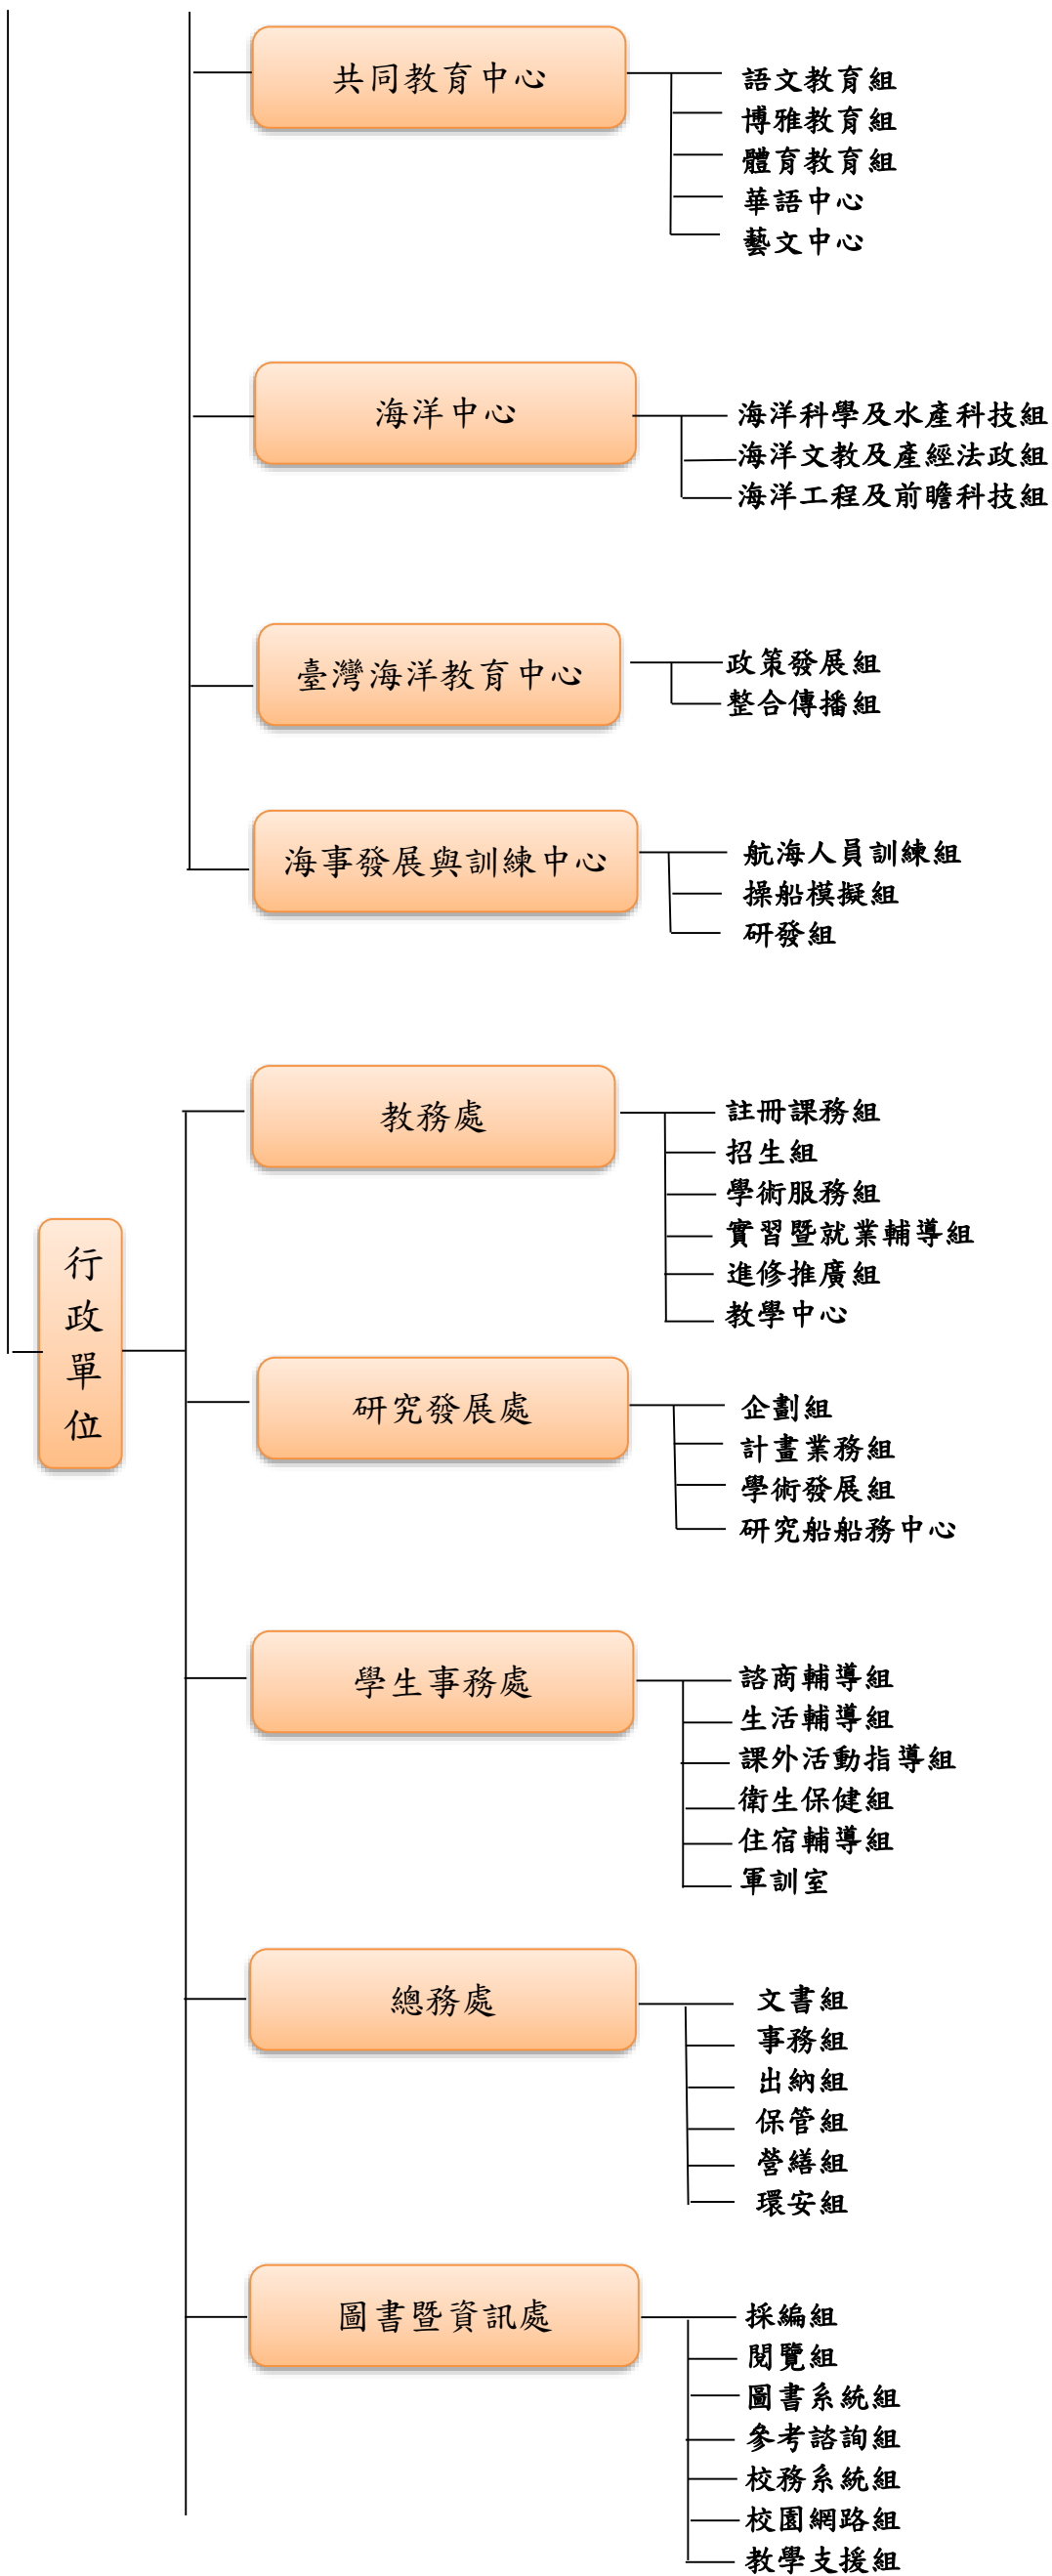 共同教育中心
語文教育組
博雅教育組
體育教育組
華語中心
藝文中心
海洋中心
海洋科學及水產科技組
海洋文教及產經法政組
海洋工程及前瞻科技組
臺灣海洋教育中心
政策發展組
整合傳播組
海事發展與訓練中心
航海人員訓練組
操船模擬組
研發組
行政單位
教務處
註冊課務組
招生組
學術服務組
實習暨就業輔導組
進修推廣組
教學中心
研究發展處
企劃組
計畫業務組
學術發展組
研究船船務中心
學生事務處
諮商輔導組
生活輔導組
課外活動指導組
衛生保健組
住宿輔導組
軍訓室
總務處
文書組
事務組
出納組
保管組
營繕組
環安組
圖書暨資訊處
採編組
閱覽組
圖書系統組
參考諮詢組
校務系統組
校園網路組
教學支援組